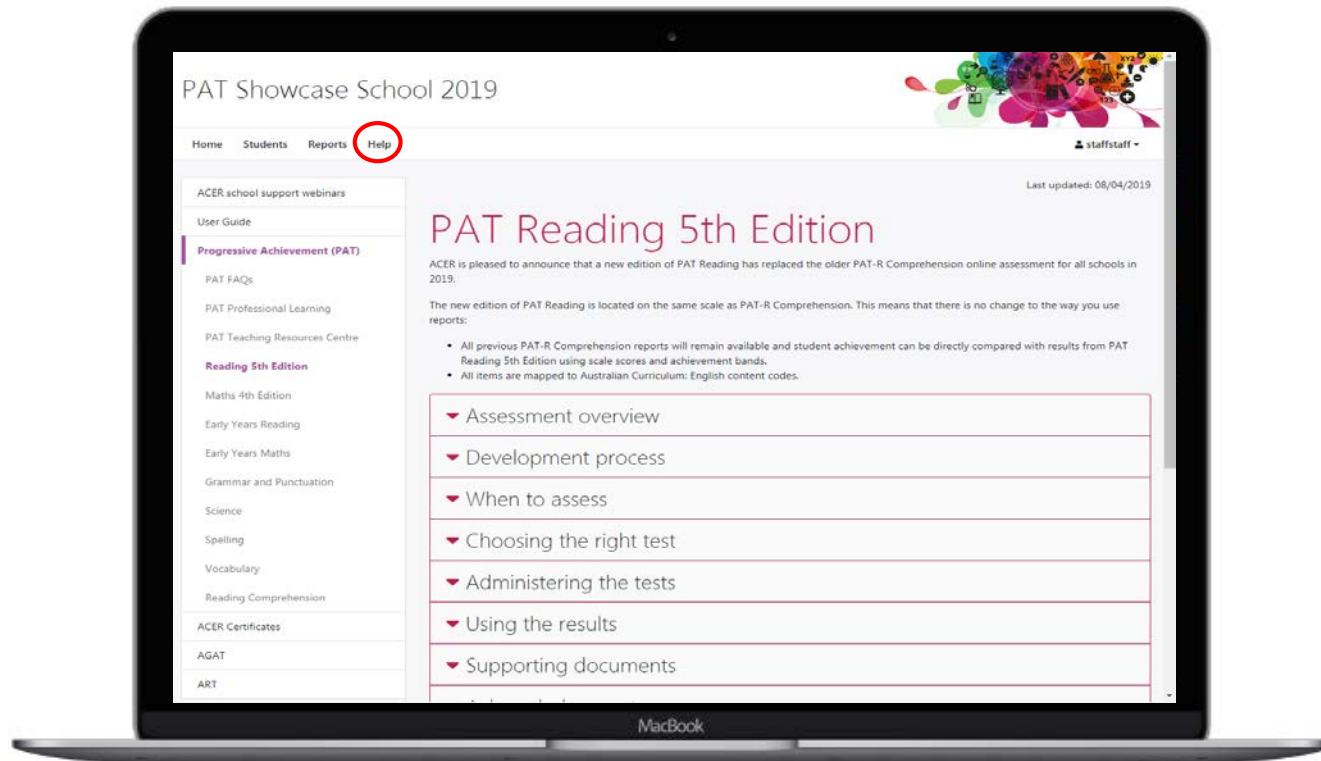 PAT Showcase School 2019
XYZ
123
Home Students Reports Help
staffstaff
ACER school support webinars
User Guide
Progressive Achievement (PAT)
PAT FAQs
PAT Professional Learning
PAT Teaching Resources Centre
Reading 5th Edition
Maths 4th Edition
Early Years Reading
Early Years Maths
Grammar and Punctuation
Science
Spelling
Vocabulary
Reading Comprehension
ACER Certificates
AGAT
ART
Last updated: 08/04/2019
PAT Reading 5th Edition
ACER is pleased to announce that a new edition of PAT Reading has replaced the older PAT-R Comprehension online assessment for all schools in
2019.
The new edition of PAT Reading is located on the same scale as PAT-R Comprehension. This means that there is no change to the way you use
reports:
• All previous PAT-R Comprehension reports will remain available and student achievement can be directly compared with results from PAT
Reading 5th Edition using scale scores and achievement bands.
• All items are mapped to Australian Curriculum: English content codes.
Assessment overview
Development process
When to assess
Choosing the right test
Administering the tests
Using the results
Supporting documents
MacBook